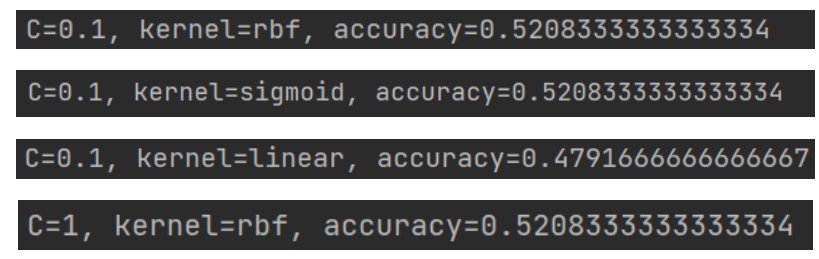 C=0.1, kernel=rbf, accuracy=0.5208333333333334
C=0.1, kernel=sigmoid, accuracy=0.5208333333333334
C=0.1, kernel=linear, accuracy=0.4791666666666667
C=1, kernel=rbf, accuracy=0.5208333333333334